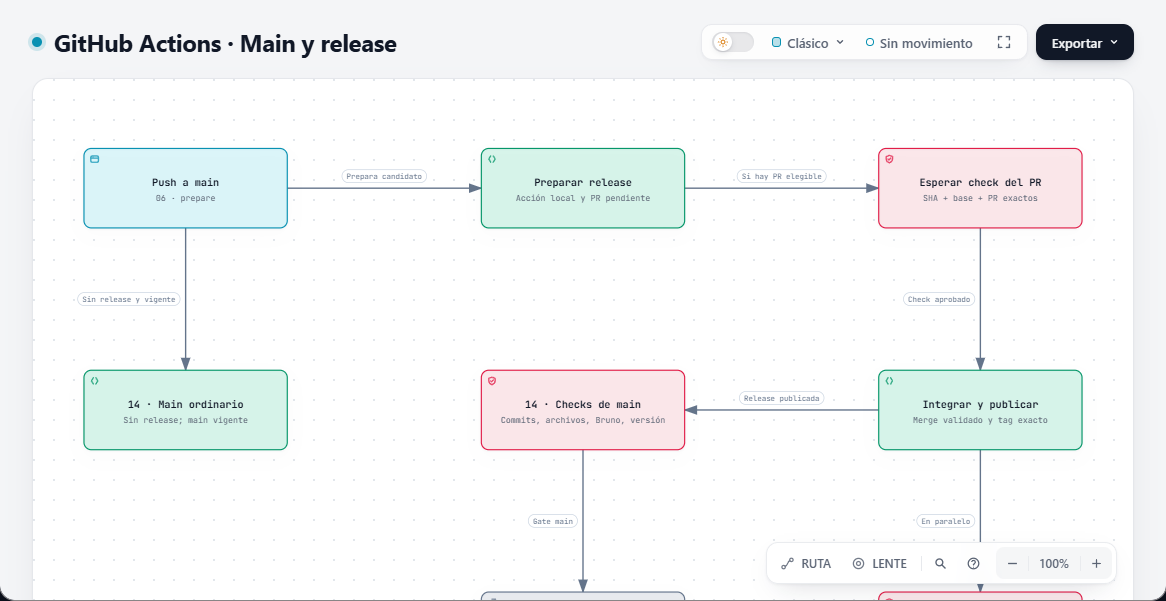 GitHub Actions · Main y release
Clásico
Sin movimiento
Exportar
Push a main
06 · prepare
Prepara candidato
Preparar release
Acción local y PR pendiente
Si hay PR elegible
Esperar check del PR
SHA + base + PR exactos
Sin release y vigente
Check aprobado
14 · Main ordinario
Sin release; main vigente
14 · Checks de main
Commits, archivos, Bruno, versión
Release publicada
Integrar y publicar
Merge validado y tag exacto
Gate main
En paralelo
RUTA
LENTE
100%